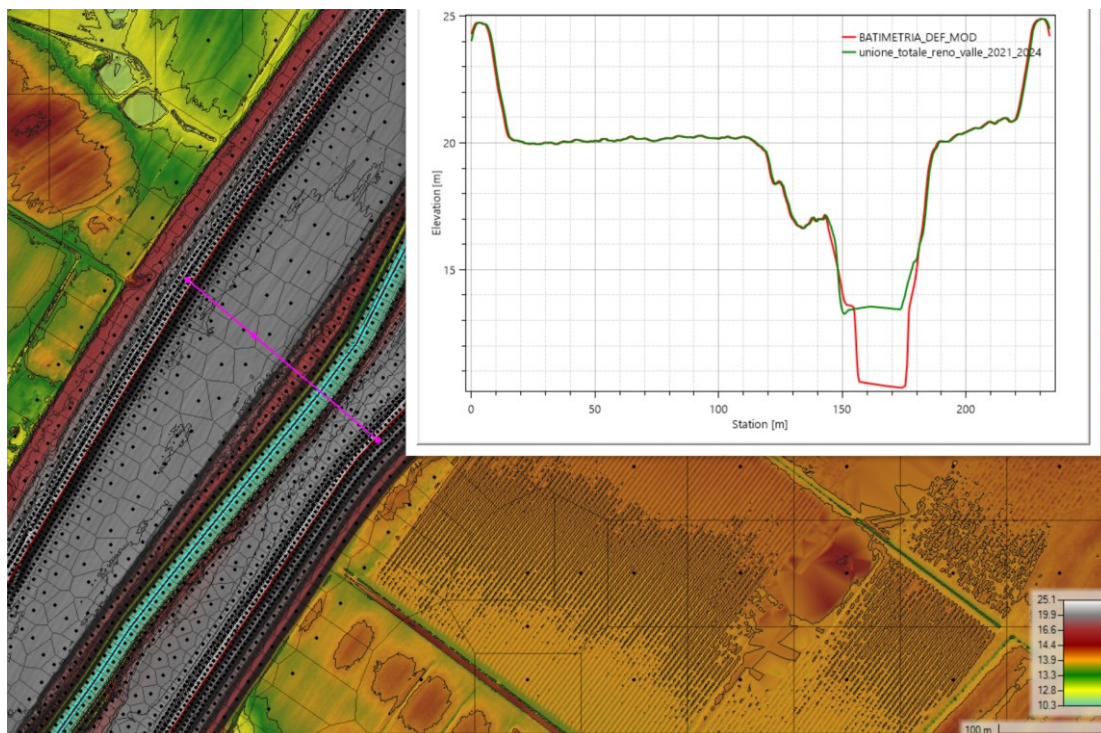 25
20
15
Elevation [m]
BATIMETRIA_DEF_MOD
unione_totale_reno_valle_2021_2024
0 50 100 150 200
Station [m]
25.1
19.9
16.6
14.4
13.9
13.3
12.8
10.3
100 m